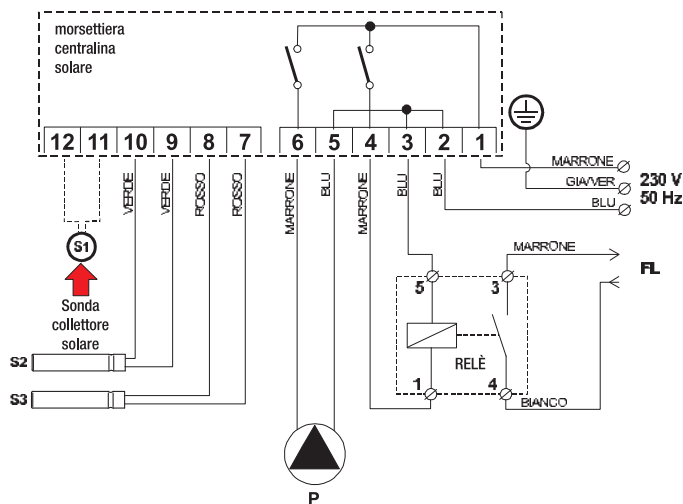 morsettiera
centralina
solare
12 11 10 9 8 7 6 5 4 3 2 1
VERDE
VERDE
ROSSO
ROSSO
MARRONE
BLU
MARRONE
BLU
BLU
MARRONE
GIA/VER
BLU
230 V
50 Hz
S1
Sonda
collettore
solare
S2
S3
MARRONE
FIL
5
3
RELÈ
1
4
BIANCO
P